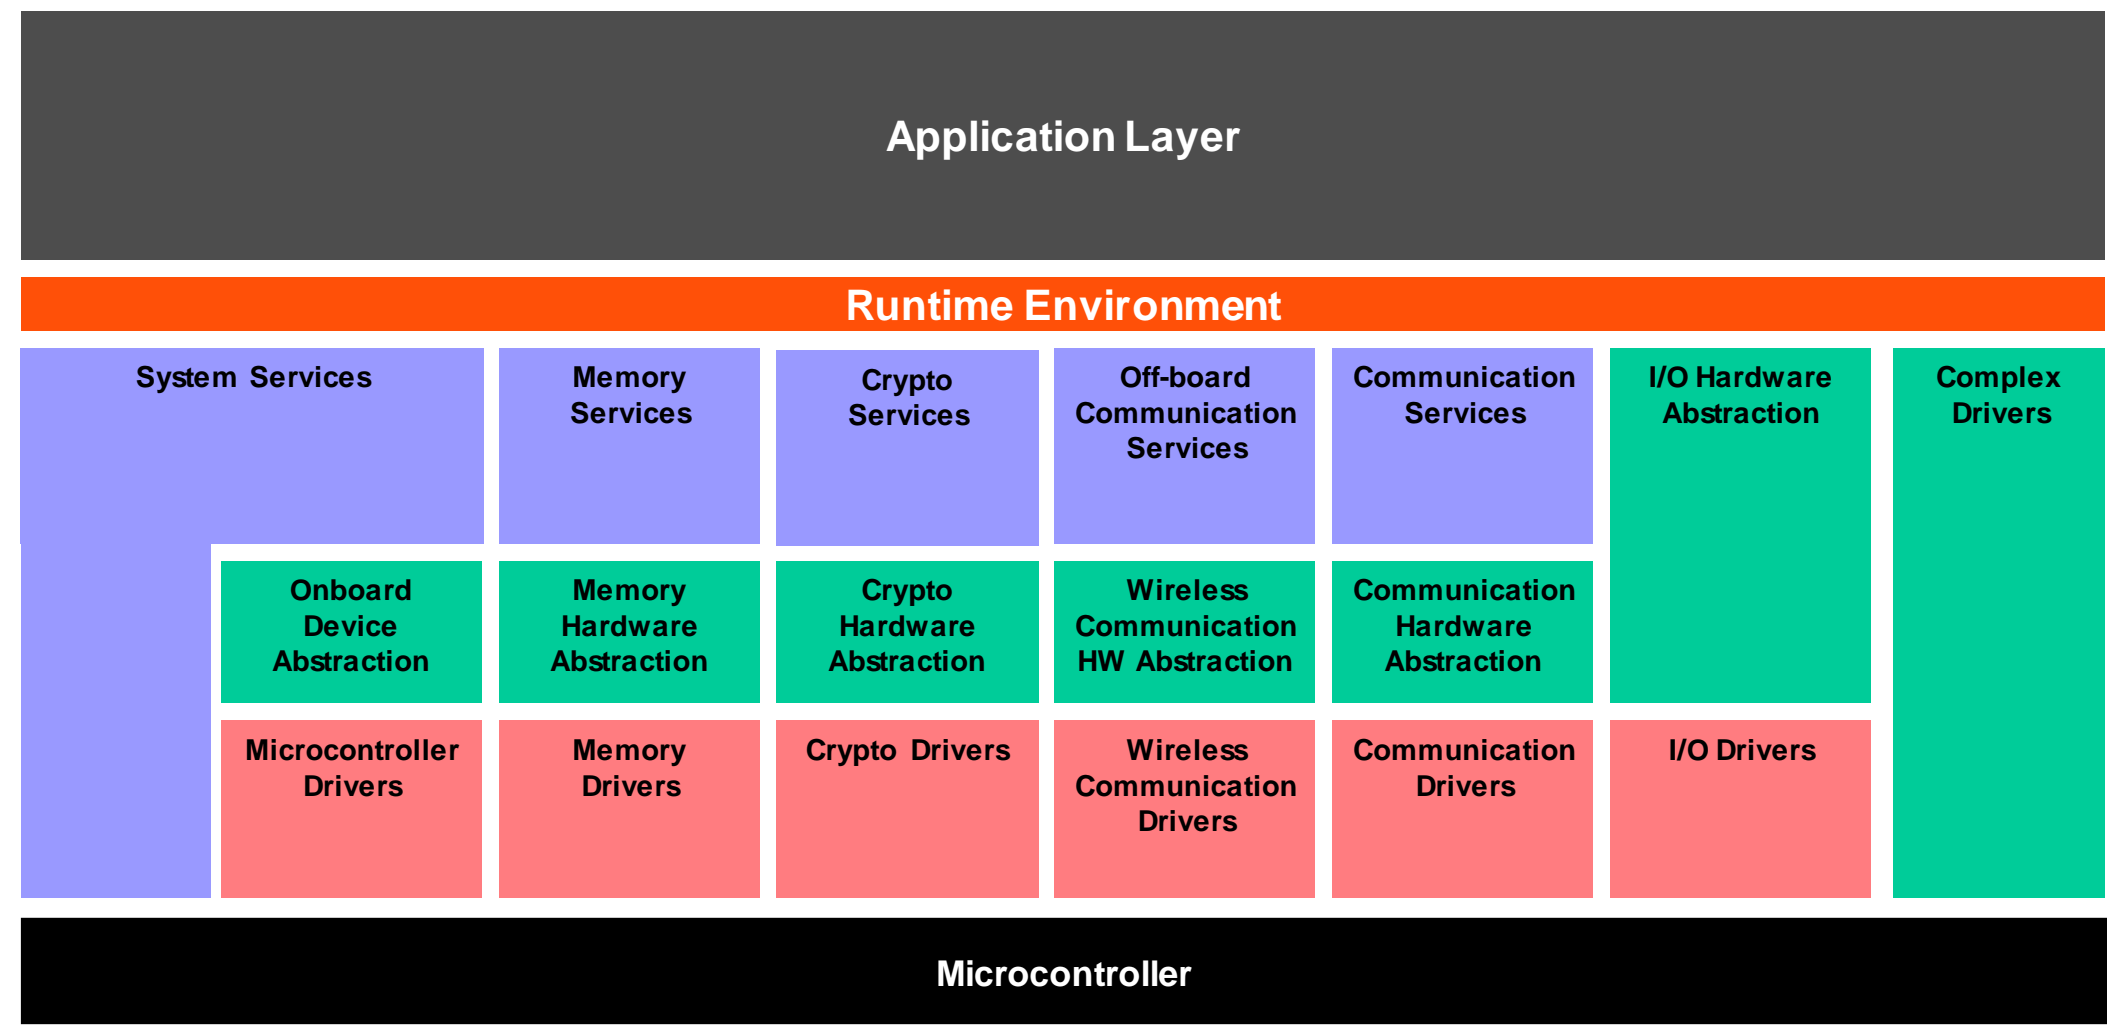 Application Layer
Runtime Environment
System Services
Memory
Services
Crypto
Services
Off-board
Communication
Services
Communication
Services
I/O Hardware
Abstraction
Complex
Drivers
Onboard
Device
Abstraction
Memory
Hardware
Abstraction
Crypto
Hardware
Abstraction
Wireless
Communication
HW Abstraction
Communication
Hardware
Abstraction
Microcontroller
Drivers
Memory
Drivers
Crypto Drivers
Wireless
Communication
Drivers
Communication
Drivers
I/O Drivers
Microcontroller